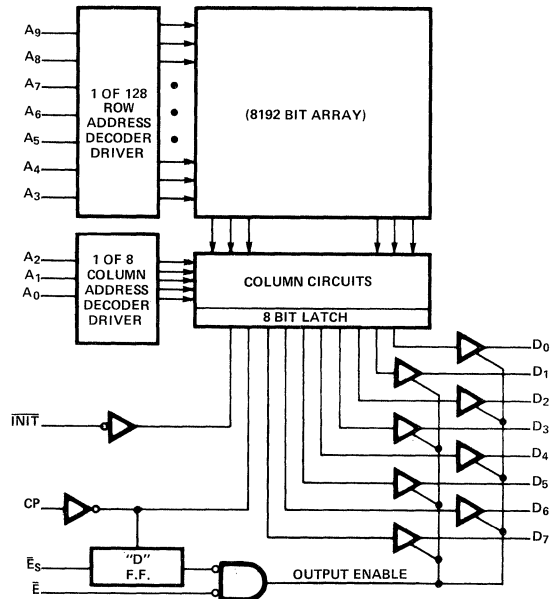 A9
A8
A7
A6
A5
A4
A3
1 OF 128
ROW
ADDRESS
DECODER
DRIVER
(8192 BIT ARRAY)
A2
A1
A0
1 OF 8
COLUMN
ADDRESS
DECODER
DRIVER
COLUMN CIRCUITS
8 BIT LATCH
D0
D1
D2
D3
D4
D5
D6
D7
INIT
CP
ĒS
"D"
F.F.
Ē
OUTPUT ENABLE